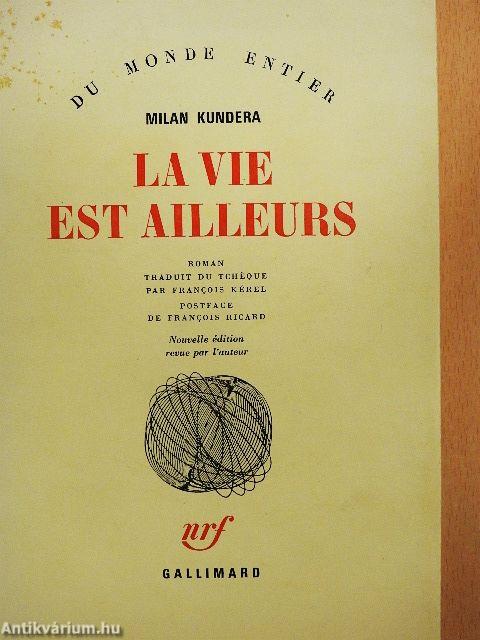 DU MONDE ENTIER
MILAN KUNDERA
LA VIE
EST AILLEURS
ROMAN
TRADUIT DU TCHÈQUE
PAR FRANÇOIS KÉREL
POSTFACE
DE FRANÇOIS RICARD
Nouvelle édition
revue par l'auteur
nrf
GALLIMARD
Antikvárium.hu